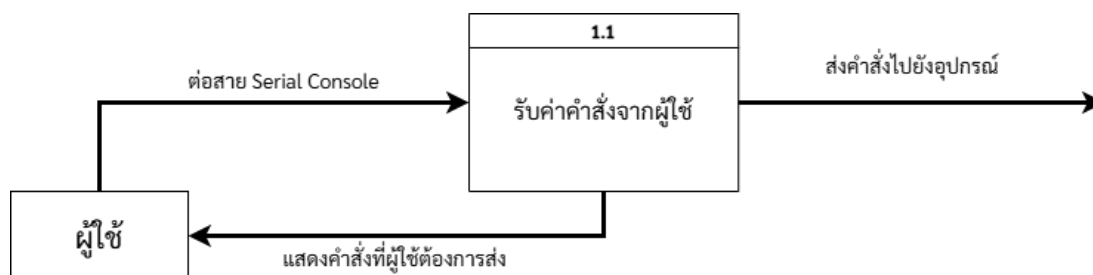 1.1
ส่งคำสั่งไปยังอุปกรณ์
ต่อสาย Serial Console
รับค่าคำสั่งจากผู้ใช้
ผู้ใช้
แสดงคำสั่งที่ผู้ใช้ต้องการส่ง